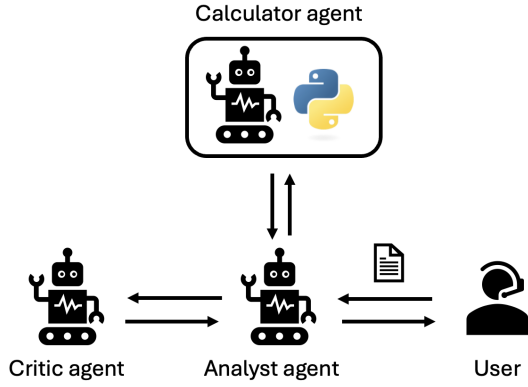 Calculator agent
Critic agent
Analyst agent
User